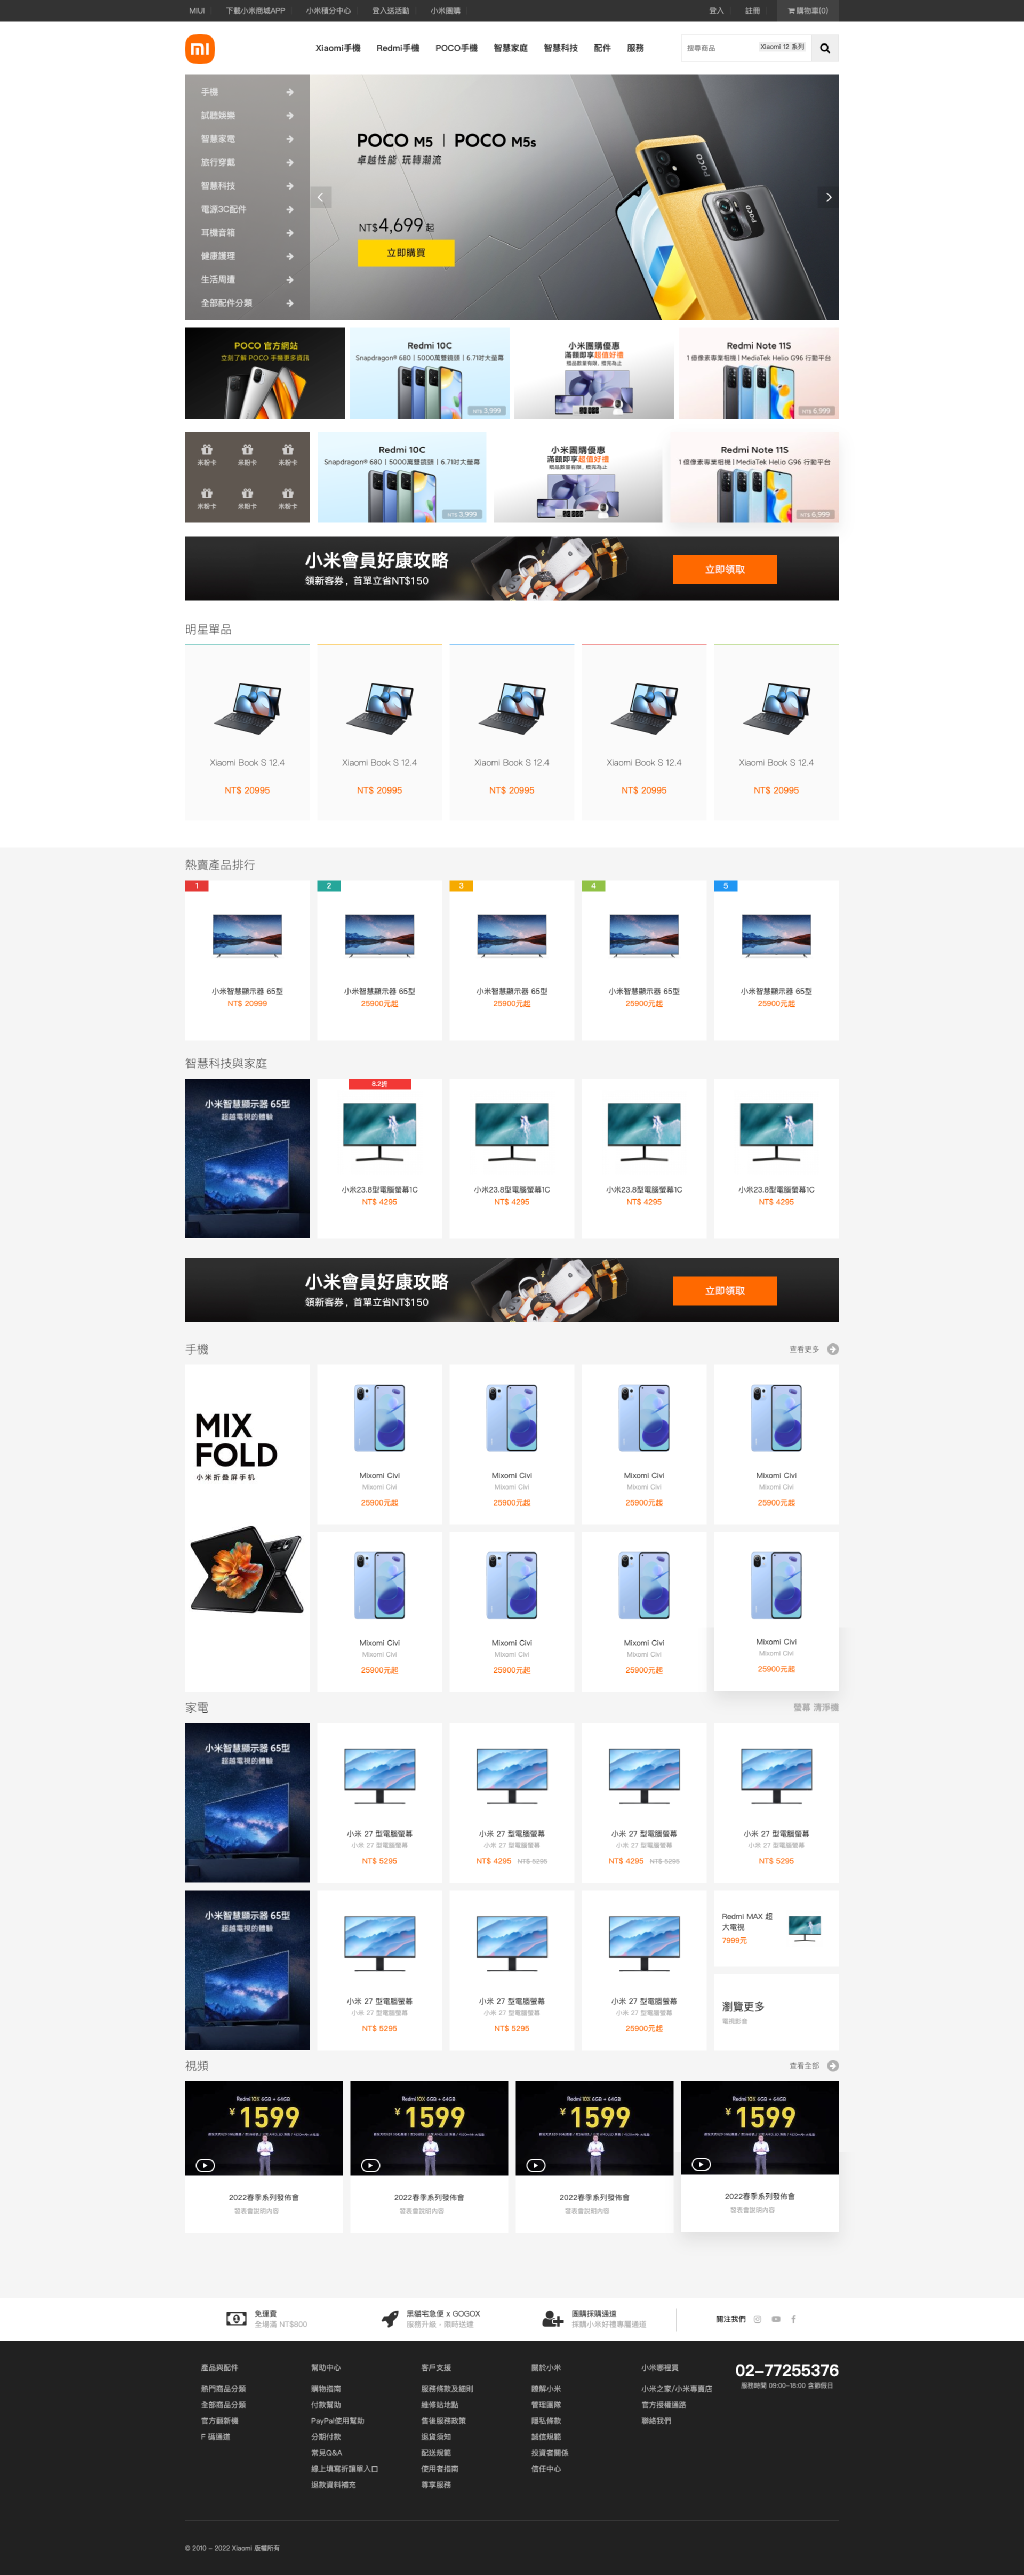 MIUI
下載小米商城APP
小米積分中心
登入誌活動
小米團購
登入
註冊
購物車(0)
Xiaomi手機
Redmi手機
POCO手機
智慧家庭
智慧科技
配件
服務
搜尋商品
Xiaomi 12 系列
手機
試聽娛樂
智慧家電
旅行穿戴
智慧科技
電源3C配件
耳機音箱
健康護理
生活周邊
全部配件分類
POCO M5 | POCO M5s
卓越性能 玩轉潮流
NT$4,699起
立即購買
POCO 官方網站
立刻了解 POCO 手機更多資訊
Redmi 10C
Snapdragon® 680 | 5000萬雙鏡頭 | 6.71吋大螢幕
NT$ 3,999
小米團購優惠
滿額即享超值好禮
贈品數量有限，贈完為止
Redmi Note 11S
1 億像素專業相機 | MediaTek Helio G96 行動平台
NT$ 6,999
米粉卡
米粉卡
米粉卡
米粉卡
米粉卡
米粉卡
Redmi 10C
Snapdragon® 680 | 5000萬雙鏡頭 | 6.71吋大螢幕
NT$ 3,999
小米團購優惠
滿額即享超值好禮
贈品數量有限，贈完為止
Redmi Note 11S
1 億像素專業相機 | MediaTek Helio G96 行動平台
NT$ 6,999
小米會員好康攻略
領新客券，首單立省NT$150
立即領取
明星單品
Xiaomi Book S 12.4
NT$ 20995
Xiaomi Book S 12.4
NT$ 20995
Xiaomi Book S 12.4
NT$ 20995
Xiaomi Book S 12.4
NT$ 20995
Xiaomi Book S 12.4
NT$ 20995
熱賣產品排行
1
小米智慧顯示器 65型
NT$ 20999
2
小米智慧顯示器 65型
25900元起
3
小米智慧顯示器 65型
25900元起
4
小米智慧顯示器 65型
25900元起
5
小米智慧顯示器 65型
25900元起
智慧科技與家庭
小米智慧顯示器 65型
超越電視的體驗
8.2折
小米23.8型電腦螢幕1C
NT$ 4295
小米23.8型電腦螢幕1C
NT$ 4295
小米23.8型電腦螢幕1C
NT$ 4295
小米23.8型電腦螢幕1C
NT$ 4295
小米會員好康攻略
領新客券，首單立省NT$150
立即領取
手機
查看更多
MIX
FOLD
小米折叠屏手机
Mixomi Civi
Mixomi Civi
25900元起
Mixomi Civi
Mixomi Civi
25900元起
Mixomi Civi
Mixomi Civi
25900元起
Mixomi Civi
Mixomi Civi
25900元起
Mixomi Civi
Mixomi Civi
25900元起
Mixomi Civi
Mixomi Civi
25900元起
Mixomi Civi
Mixomi Civi
25900元起
Mixomi Civi
Mixomi Civi
25900元起
家電
螢幕 清淨機
小米智慧顯示器 65型
超越電視的體驗
小米 27 型電腦螢幕
小米 27 型電腦螢幕
NT$ 5295
小米 27 型電腦螢幕
小米 27 型電腦螢幕
NT$ 4295 NT$ 5295
小米 27 型電腦螢幕
小米 27 型電腦螢幕
NT$ 4295 NT$ 5295
小米 27 型電腦螢幕
小米 27 型電腦螢幕
NT$ 5295
小米智慧顯示器 65型
超越電視的體驗
小米 27 型電腦螢幕
小米 27 型電腦螢幕
NT$ 5295
小米 27 型電腦螢幕
小米 27 型電腦螢幕
NT$ 5295
小米 27 型電腦螢幕
小米 27 型電腦螢幕
25900元起
Redmi MAX 超
大電視
7999元
瀏覽更多
電視影音
視頻
查看全部
Redmi 10X 6GB + 64GB
¥1599
2022春季系列發佈會
發表會說明內容
Redmi 10X 6GB + 64GB
¥1599
2022春季系列發佈會
發表會說明內容
Redmi 10X 6GB + 64GB
¥1599
2022春季系列發佈會
發表會說明內容
Redmi 10X 6GB + 64GB
¥1599
2022春季系列發佈會
發表會說明內容
免運費
全場滿 NT$800
黑貓宅急便 x GOGOX
服務升級・限時送達
團購採購通道
採購小米好禮專屬通道
關注我們
產品與配件
熱門商品分類
全部商品分類
官方翻新機
F 碼通道
幫助中心
購物指南
付款幫助
PayPal使用幫助
分期付款
常見Q&A
線上填寫折讓單入口
退款資料補充
客戶支援
服務條款及細則
維修站地點
售後服務政策
退貨須知
配送規範
使用者指南
尊享服務
關於小米
瞭解小米
管理團隊
隱私條款
誠信規範
投資者關係
信任中心
小米哪裡買
小米之家/小米專賣店
官方授權通路
聯絡我們
02-77255376
服務時間 09:00-18:00 含節假日
© 2010 – 2022 Xiaomi 版權所有